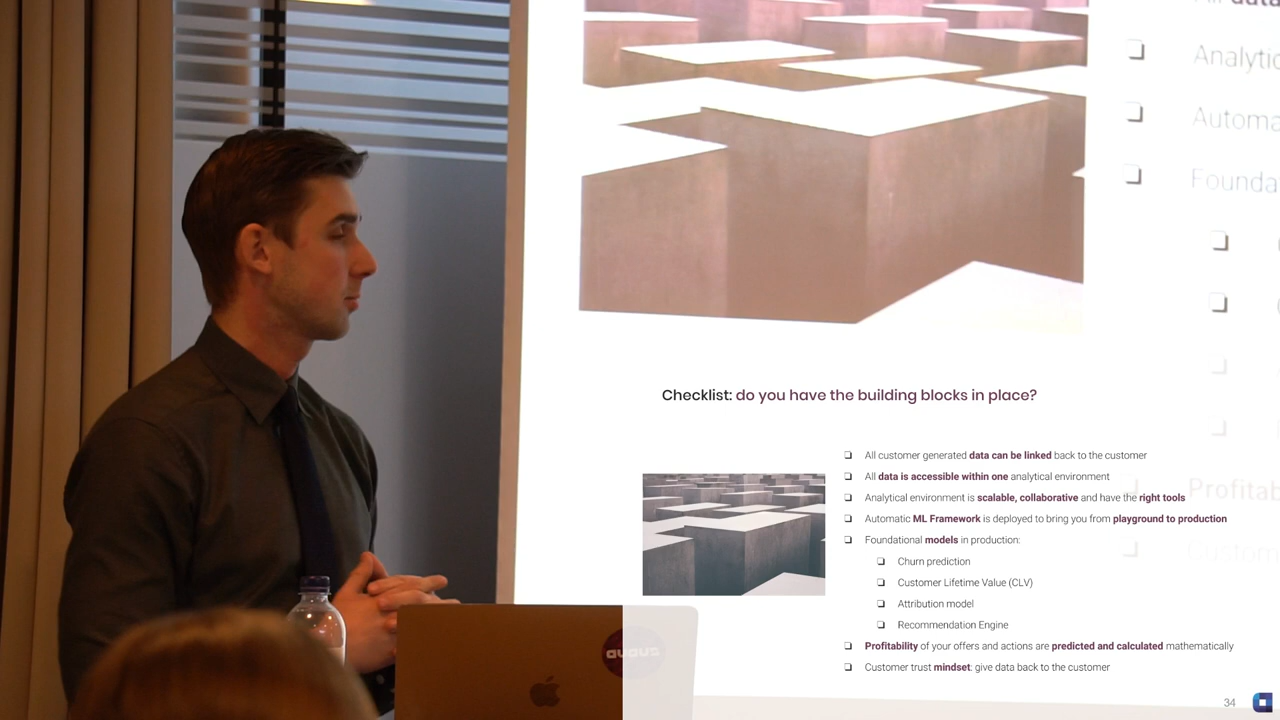 Analytic
Automa
Founda
Checklist: do you have the building blocks in place?
❑ All customer generated data can be linked back to the customer
❑ All data is accessible within one analytical environment
❑ Analytical environment is scalable, collaborative and have the right tools
❑ Automatic ML Framework is deployed to bring you from playground to production
❑ Foundational models in production:
❑ Churn prediction
❑ Customer Lifetime Value (CLV)
❑ Attribution model
❑ Recommendation Engine
❑ Profitability of your offers and actions are predicted and calculated mathematically
❑ Customer trust mindset: give data back to the customer
Profitab
Custom
34